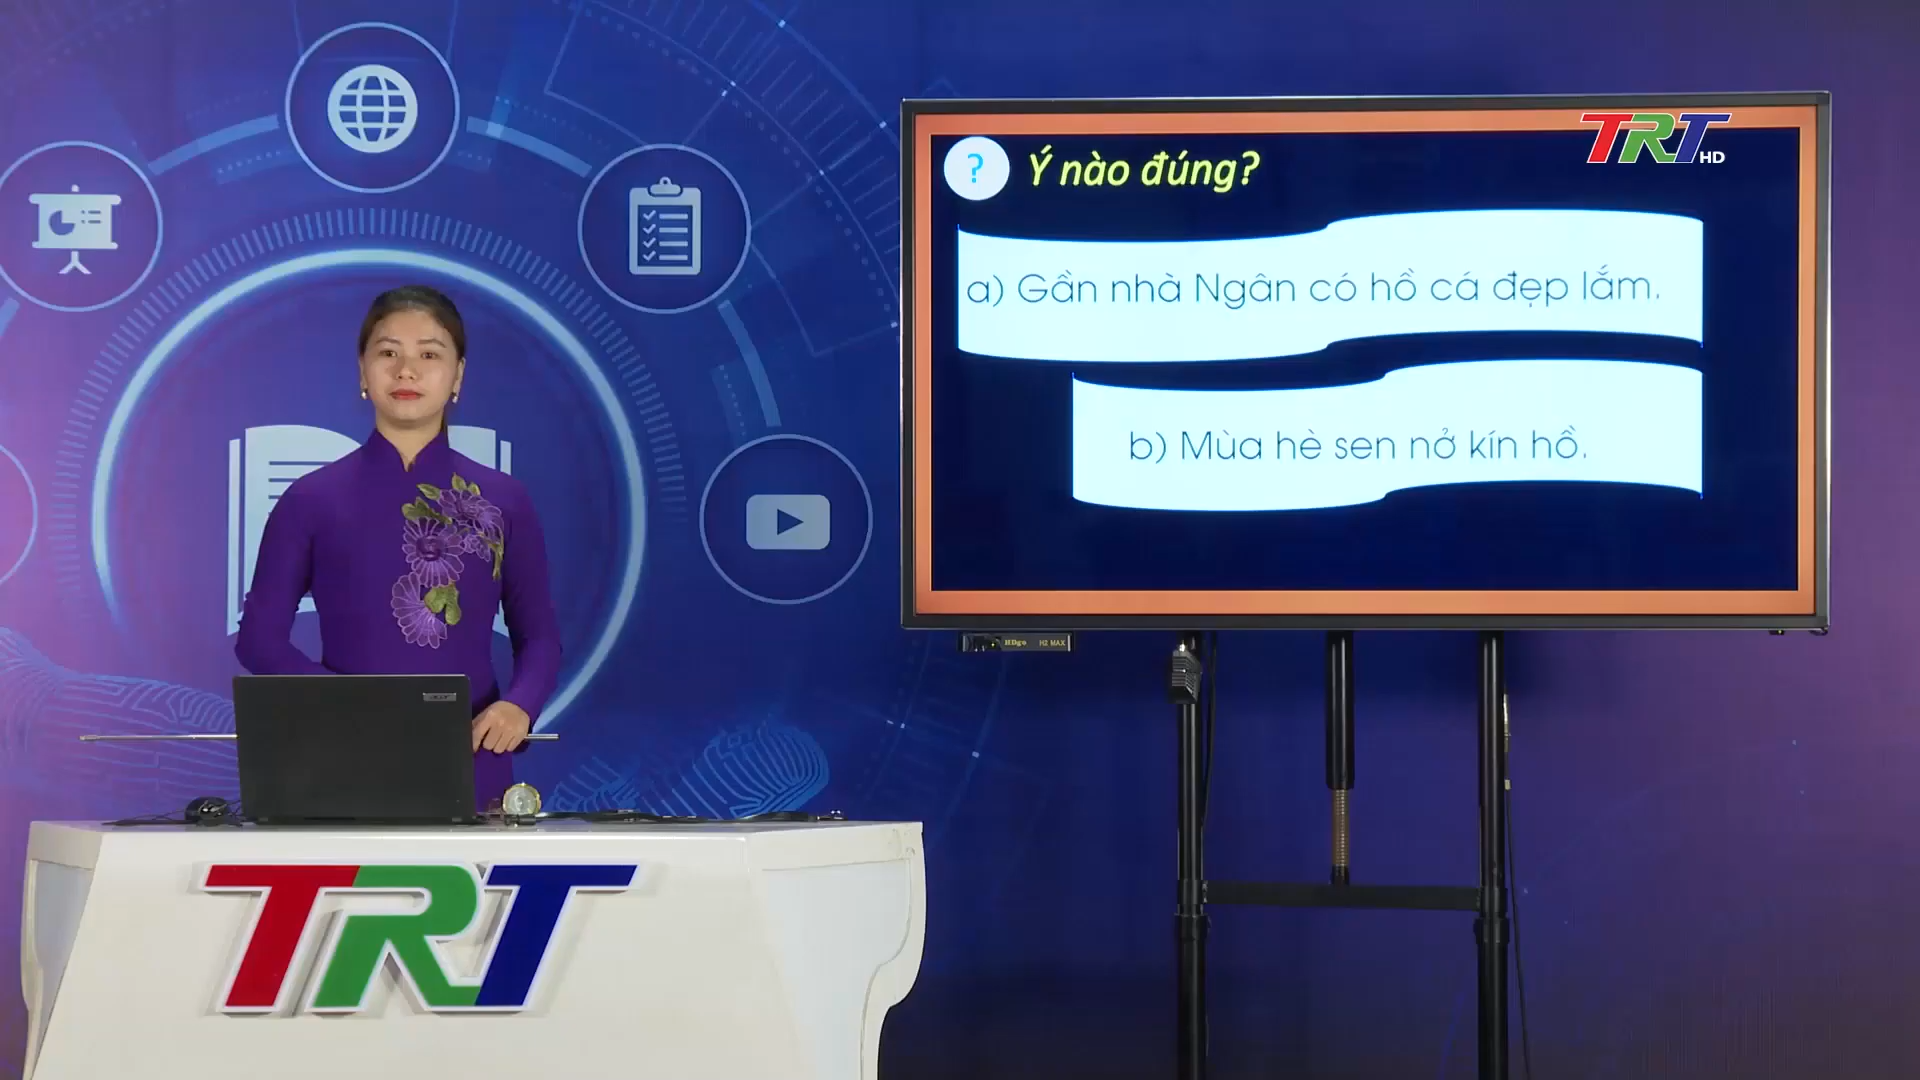 TRT HD
? Ý nào đúng?
a) Gần nhà Ngân có hồ cá đẹp lắm.
b) Mùa hè sen nở kín hồ.
HDgo H2 MAX
acer
TRT